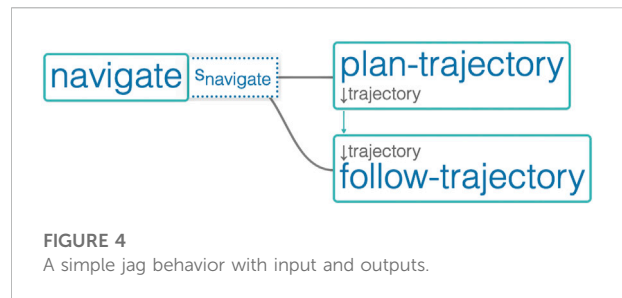 navigate Snavigate
plan-trajectory
↓trajectory
↓trajectory
follow-trajectory
FIGURE 4
A simple jag behavior with input and outputs.